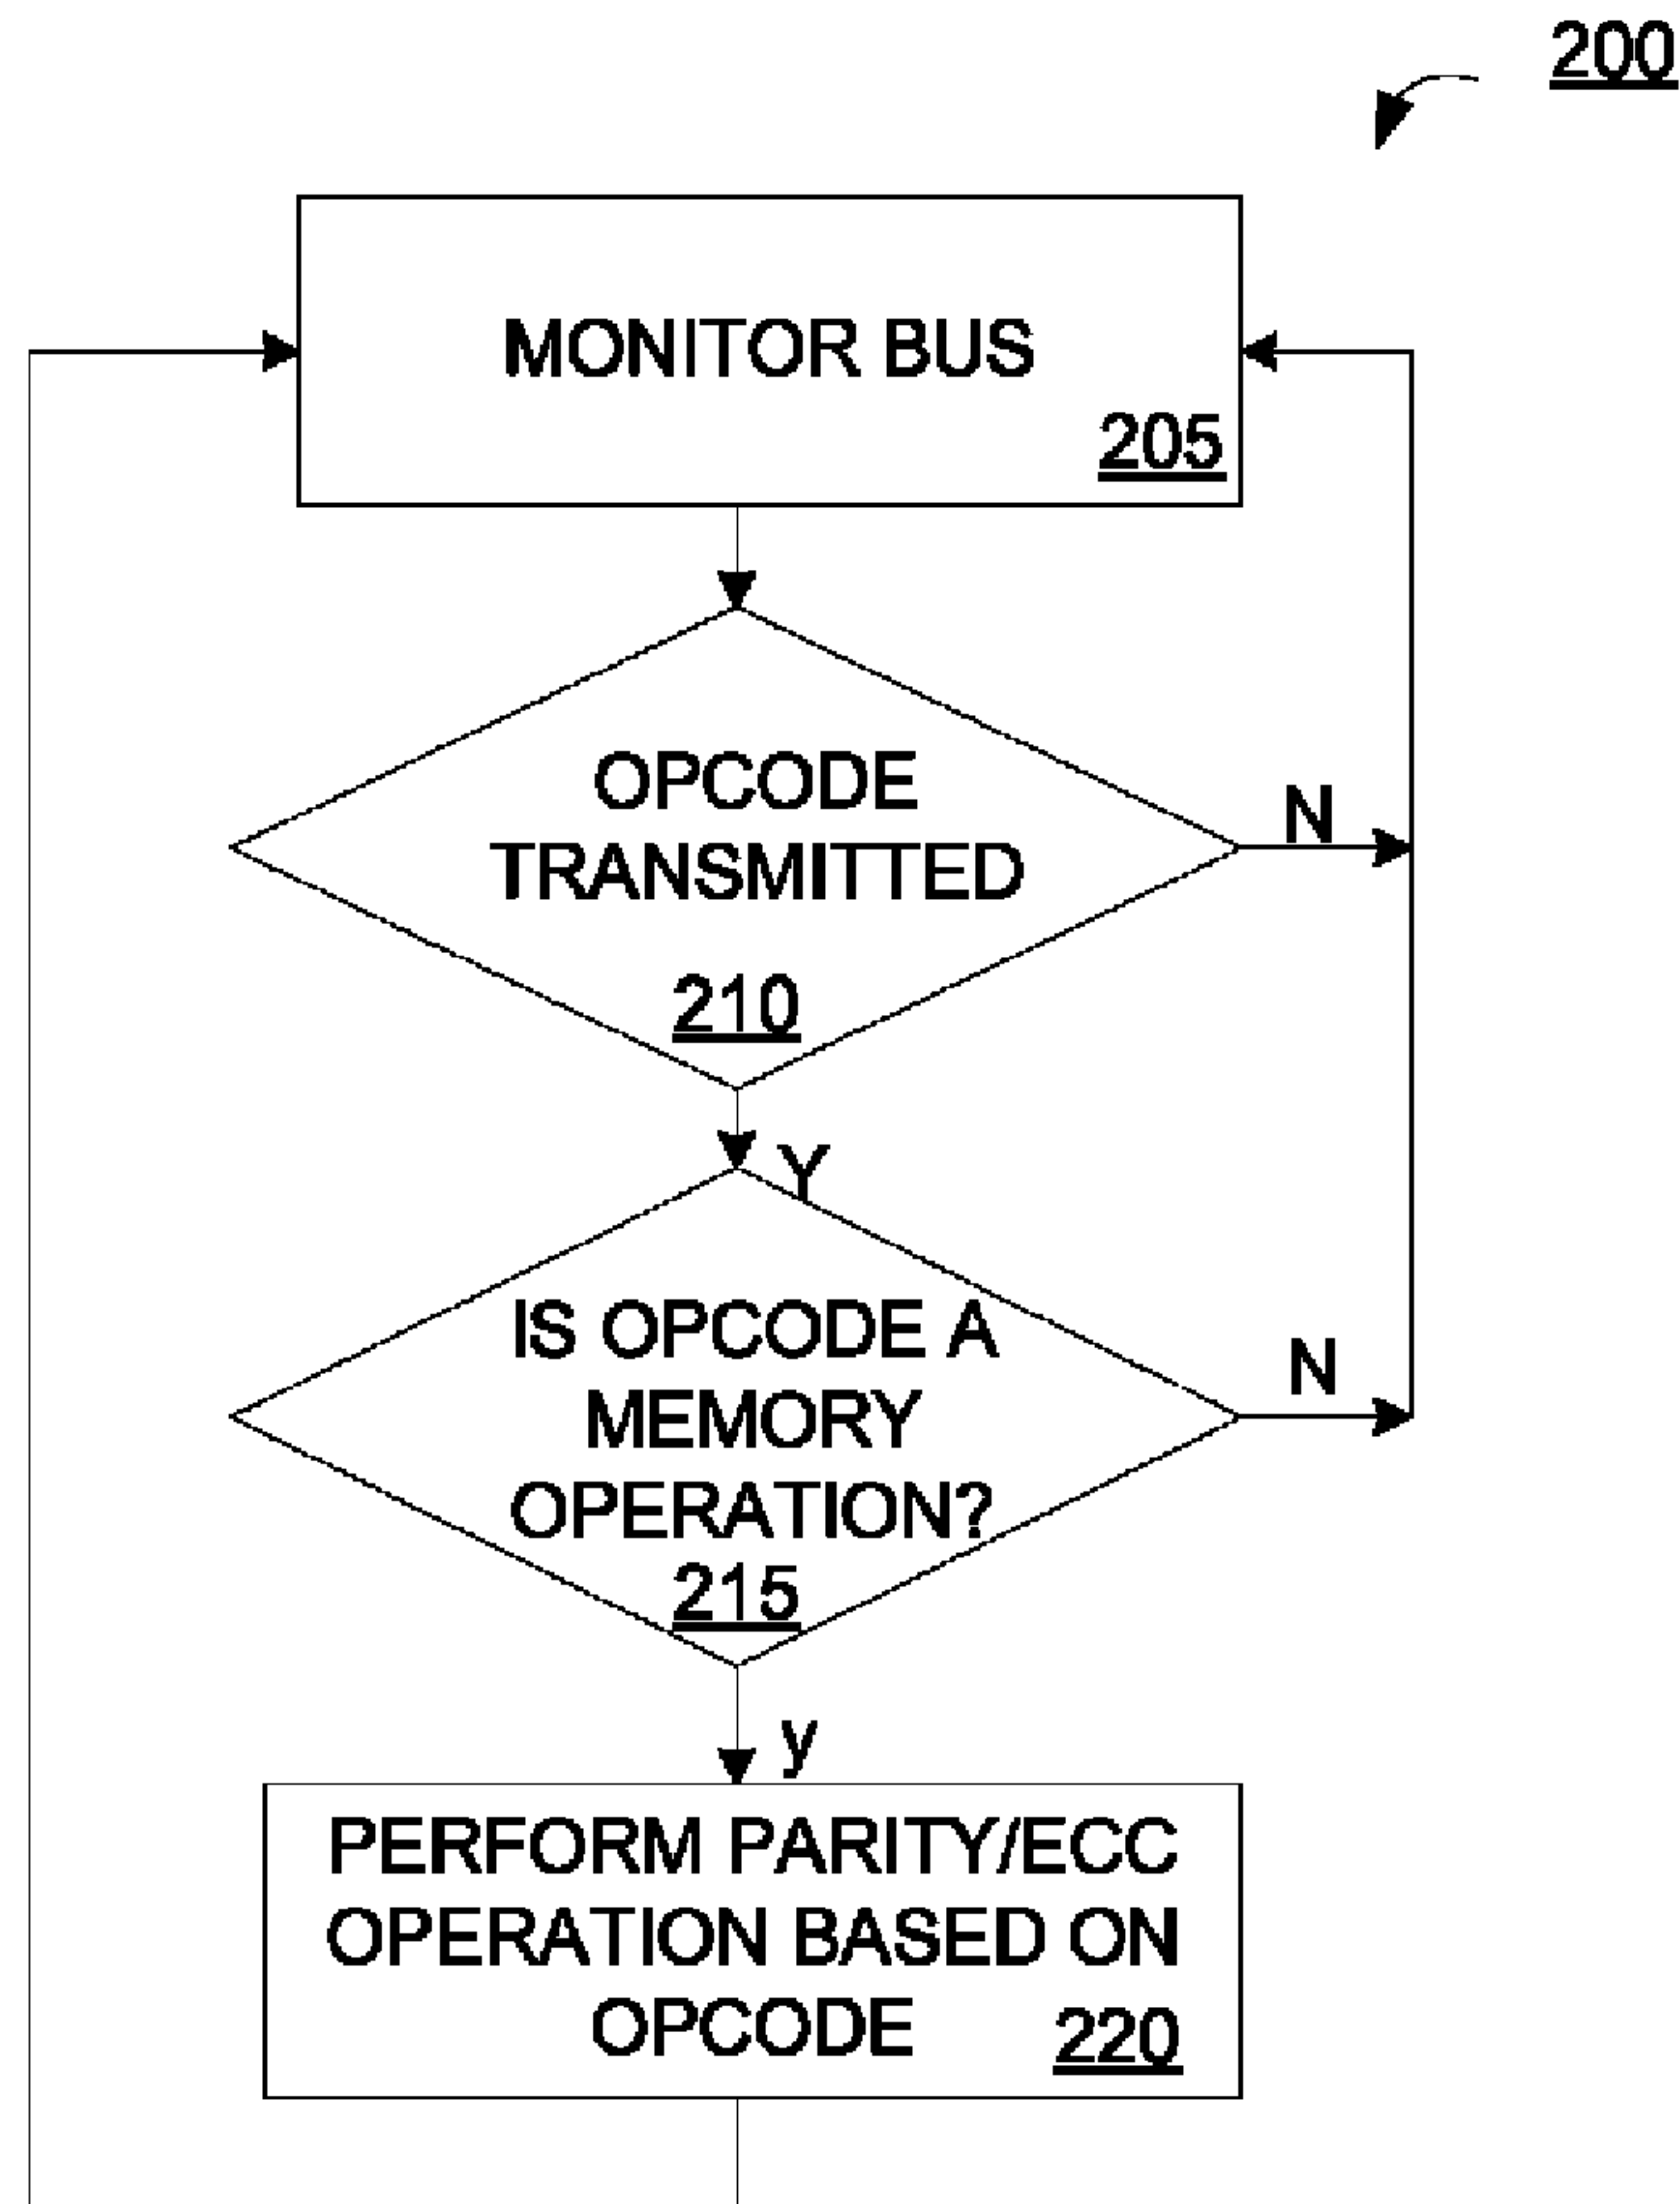 200
MONITOR BUS
205
OPCODE
TRANSMITTED
210
N
Y
IS OPCODE A
MEMORY
OPERATION?
215
N
y
PERFORM PARITY/ECC
OPERATION BASED ON
OPCODE
220